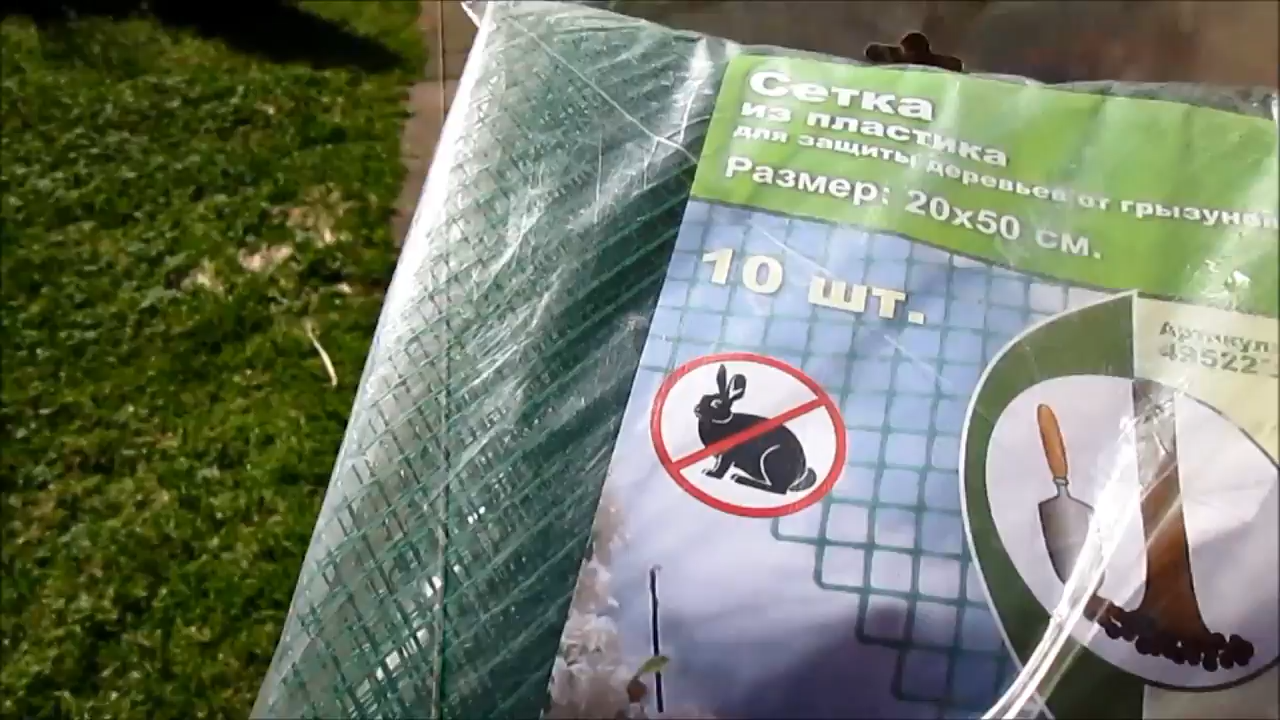 Сетка
из пластика
для защиты деревьев от грызунов
Размер: 20x50 см.
10 шт.
Артикул: